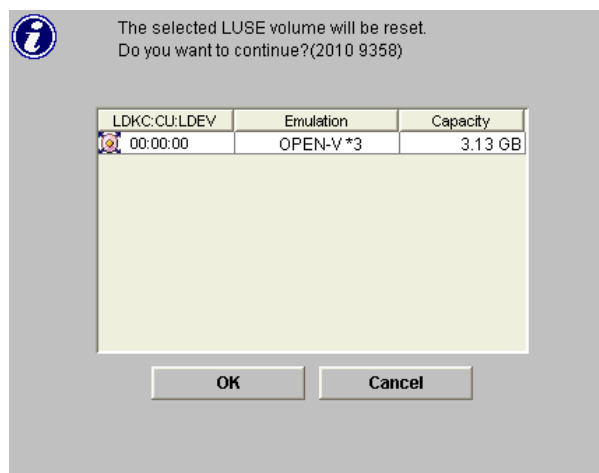 The selected LUSE volume will be reset.
Do you want to continue?(2010 9358)
LDKC:CU:LDEV Emulation Capacity
00:00:00 OPEN-V*3 3.13 GB
OK Cancel